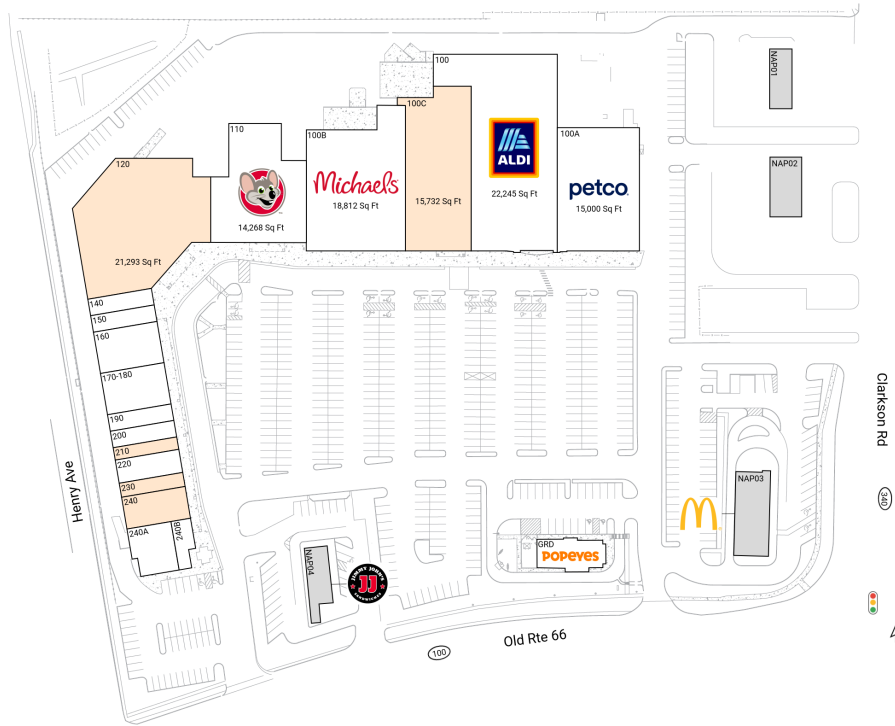 100
NAP01
100C
110
100B
100A
ALDI
120
NAP02
Michaels
petco
22,245 Sq Ft
18,812 Sq Ft
15,732 Sq Ft
15,000 Sq Ft
14,268 Sq Ft
21,293 Sq Ft
140
150
160
170-180
190
200
210
220
230
240
240A
240B
Henry Ave
Clarkson Rd
340
NAP03
M
GRD
POPEYES
NAP04
JIMMY JOHN'S
JJ
SANDWICHES
Old Rte 66
100